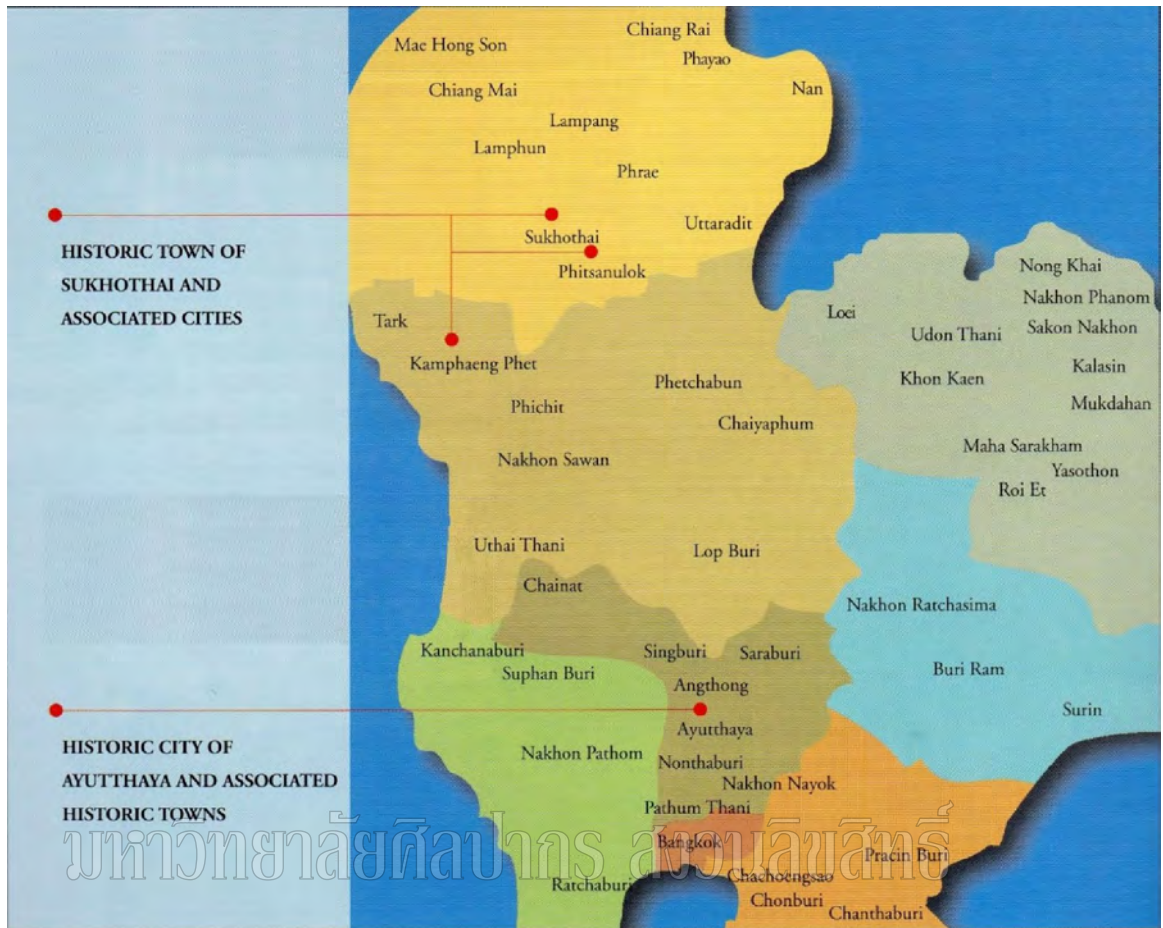 Chiang Rai
Mae Hong Son
Phayao
Chiang Mai
Nan
Lampang
Lamphun
Phrae
Uttaradit
Sukhothai
HISTORIC TOWN OF
SUKHOTHAI AND
ASSOCIATED CITIES
Phitsanulok
Nong Khai
Nakhon Phanom
Loei
Tark
Udon Thani
Sakon Nakhon
Kamphaeng Phet
Kalasin
Khon Kaen
Phetchabun
Mukdahan
Phichit
Chaiyaphum
Maha Sarakham
Nakhon Sawan
Yasothon
Roi Et
Uthai Thani
Lop Buri
Chainat
Nakhon Ratchasima
Kanchanaburi
Singburi
Saraburi
Suphan Buri
Buri Ram
Angthong
Surin
Ayutthaya
HISTORIC CITY OF
AYUTTHAYA AND ASSOCIATED
HISTORIC TOWNS
Nakhon Pathom
Nonthaburi
Nakhon Nayok
Pathum Thani
มหาวิทยาลัยศิลปากร สงวนลิขสิทธิ์
Bangkok
Pracin Buri
Chachoengsao
Ratchaburi
Chonburi
Chanthaburi